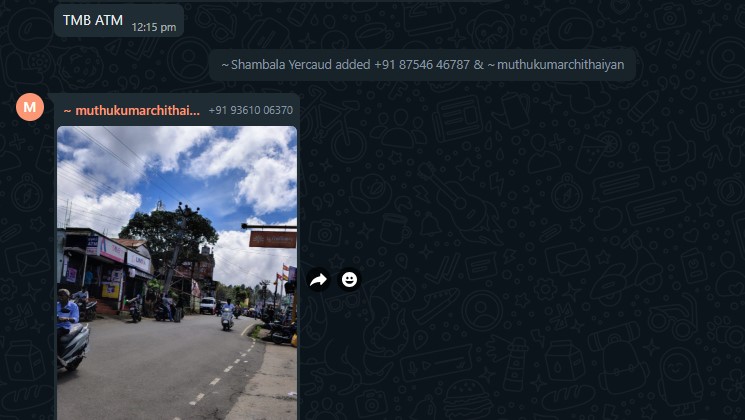 TMB ATM 12:15 pm
~Shambala Yercaud added +91 87546 46787 & ~muthukumarchithaiyan
M
~ muthukumarchithai... +91 93610 06370